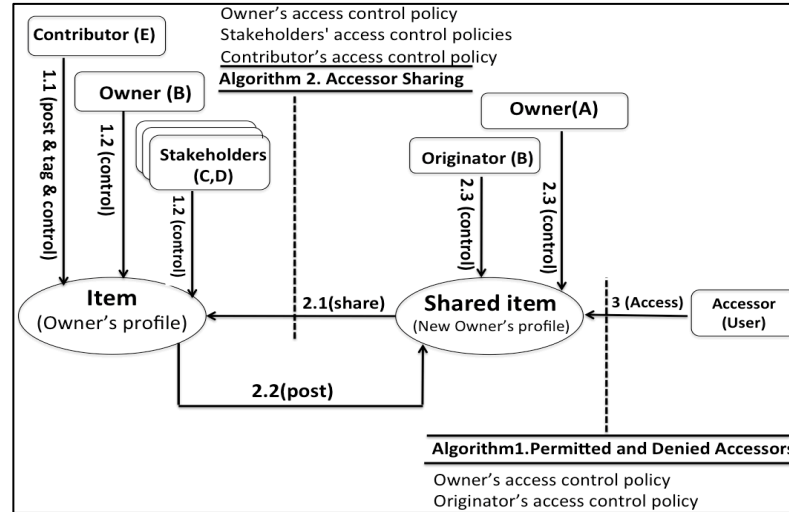 Owner's access control policy
Stakeholders' access control policies
Contributor's access control policy
Algorithm 2. Accessor Sharing
Contributor (E)
Owner (B)
Stakeholders
(C,D)
1.1 (post & tag & control)
1.2 (control)
1.2 (control)
Owner(A)
Originator (B)
2.3 (control)
2.3 (control)
Item
(Owner's profile)
2.1(share)
Shared item
(New Owner's profile)
3 (Access)
Accessor
(User)
2.2(post)
Algorithm1.Permitted and Denied Accessors
Owner's access control policy
Originator's access control policy